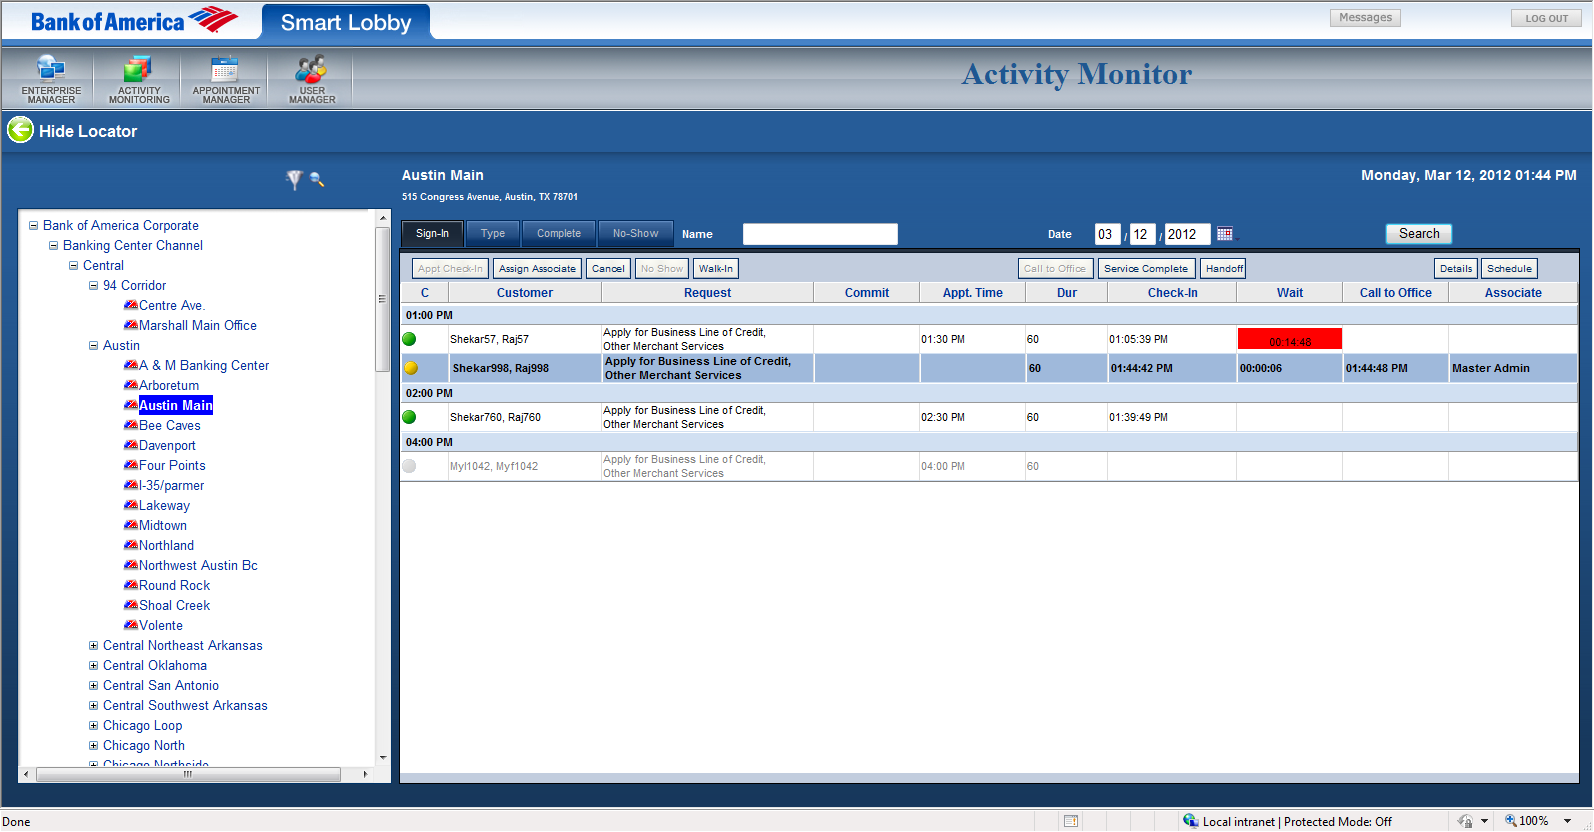 Bank of America
Smart Lobby
Messages
LOG OUT
ENTERPRISE
MANAGER
ACTIVITY
MONITORING
APPOINTMENT
MANAGER
USER
MANAGER
Activity Monitor
Hide Locator
Bank of America Corporate
Banking Center Channel
Central
94 Corridor
Centre Ave.
Marshall Main Office
Austin
A & M Banking Center
Arboretum
Austin Main
Bee Caves
Davenport
Four Points
I-35/parmer
Lakeway
Midtown
Northland
Northwest Austin Bc
Round Rock
Shoal Creek
Volente
Central Northeast Arkansas
Central Oklahoma
Central San Antonio
Central Southwest Arkansas
Chicago Loop
Chicago North
Chicago Northside
Austin Main
Monday, Mar 12, 2012 01:44 PM
515 Congress Avenue, Austin, TX 78701
Sign-In Type Complete No-Show Name Date 03 / 12 / 2012 Search
Appt Check-In Assign Associate Cancel No Show Walk-In Call to Office Service Complete Handoff Details Schedule
C Customer Request Commit Appt. Time Dur Check-In Wait Call to Office Associate
01:00 PM
Shekar57, Raj57 Apply for Business Line of Credit, 01:30 PM 60 01:05:39 PM 00:14:48
Other Merchant Services
Shekar998, Raj998 Apply for Business Line of Credit, 60 01:44:42 PM 00:00:06 01:44:48 PM Master Admin
Other Merchant Services
02:00 PM
Shekar760, Raj760 Apply for Business Line of Credit, 02:30 PM 60 01:39:49 PM
Other Merchant Services
04:00 PM
Myl1042, Myf1042 Apply for Business Line of Credit, 04:00 PM 60
Other Merchant Services
Done
Local intranet | Protected Mode: Off
100%